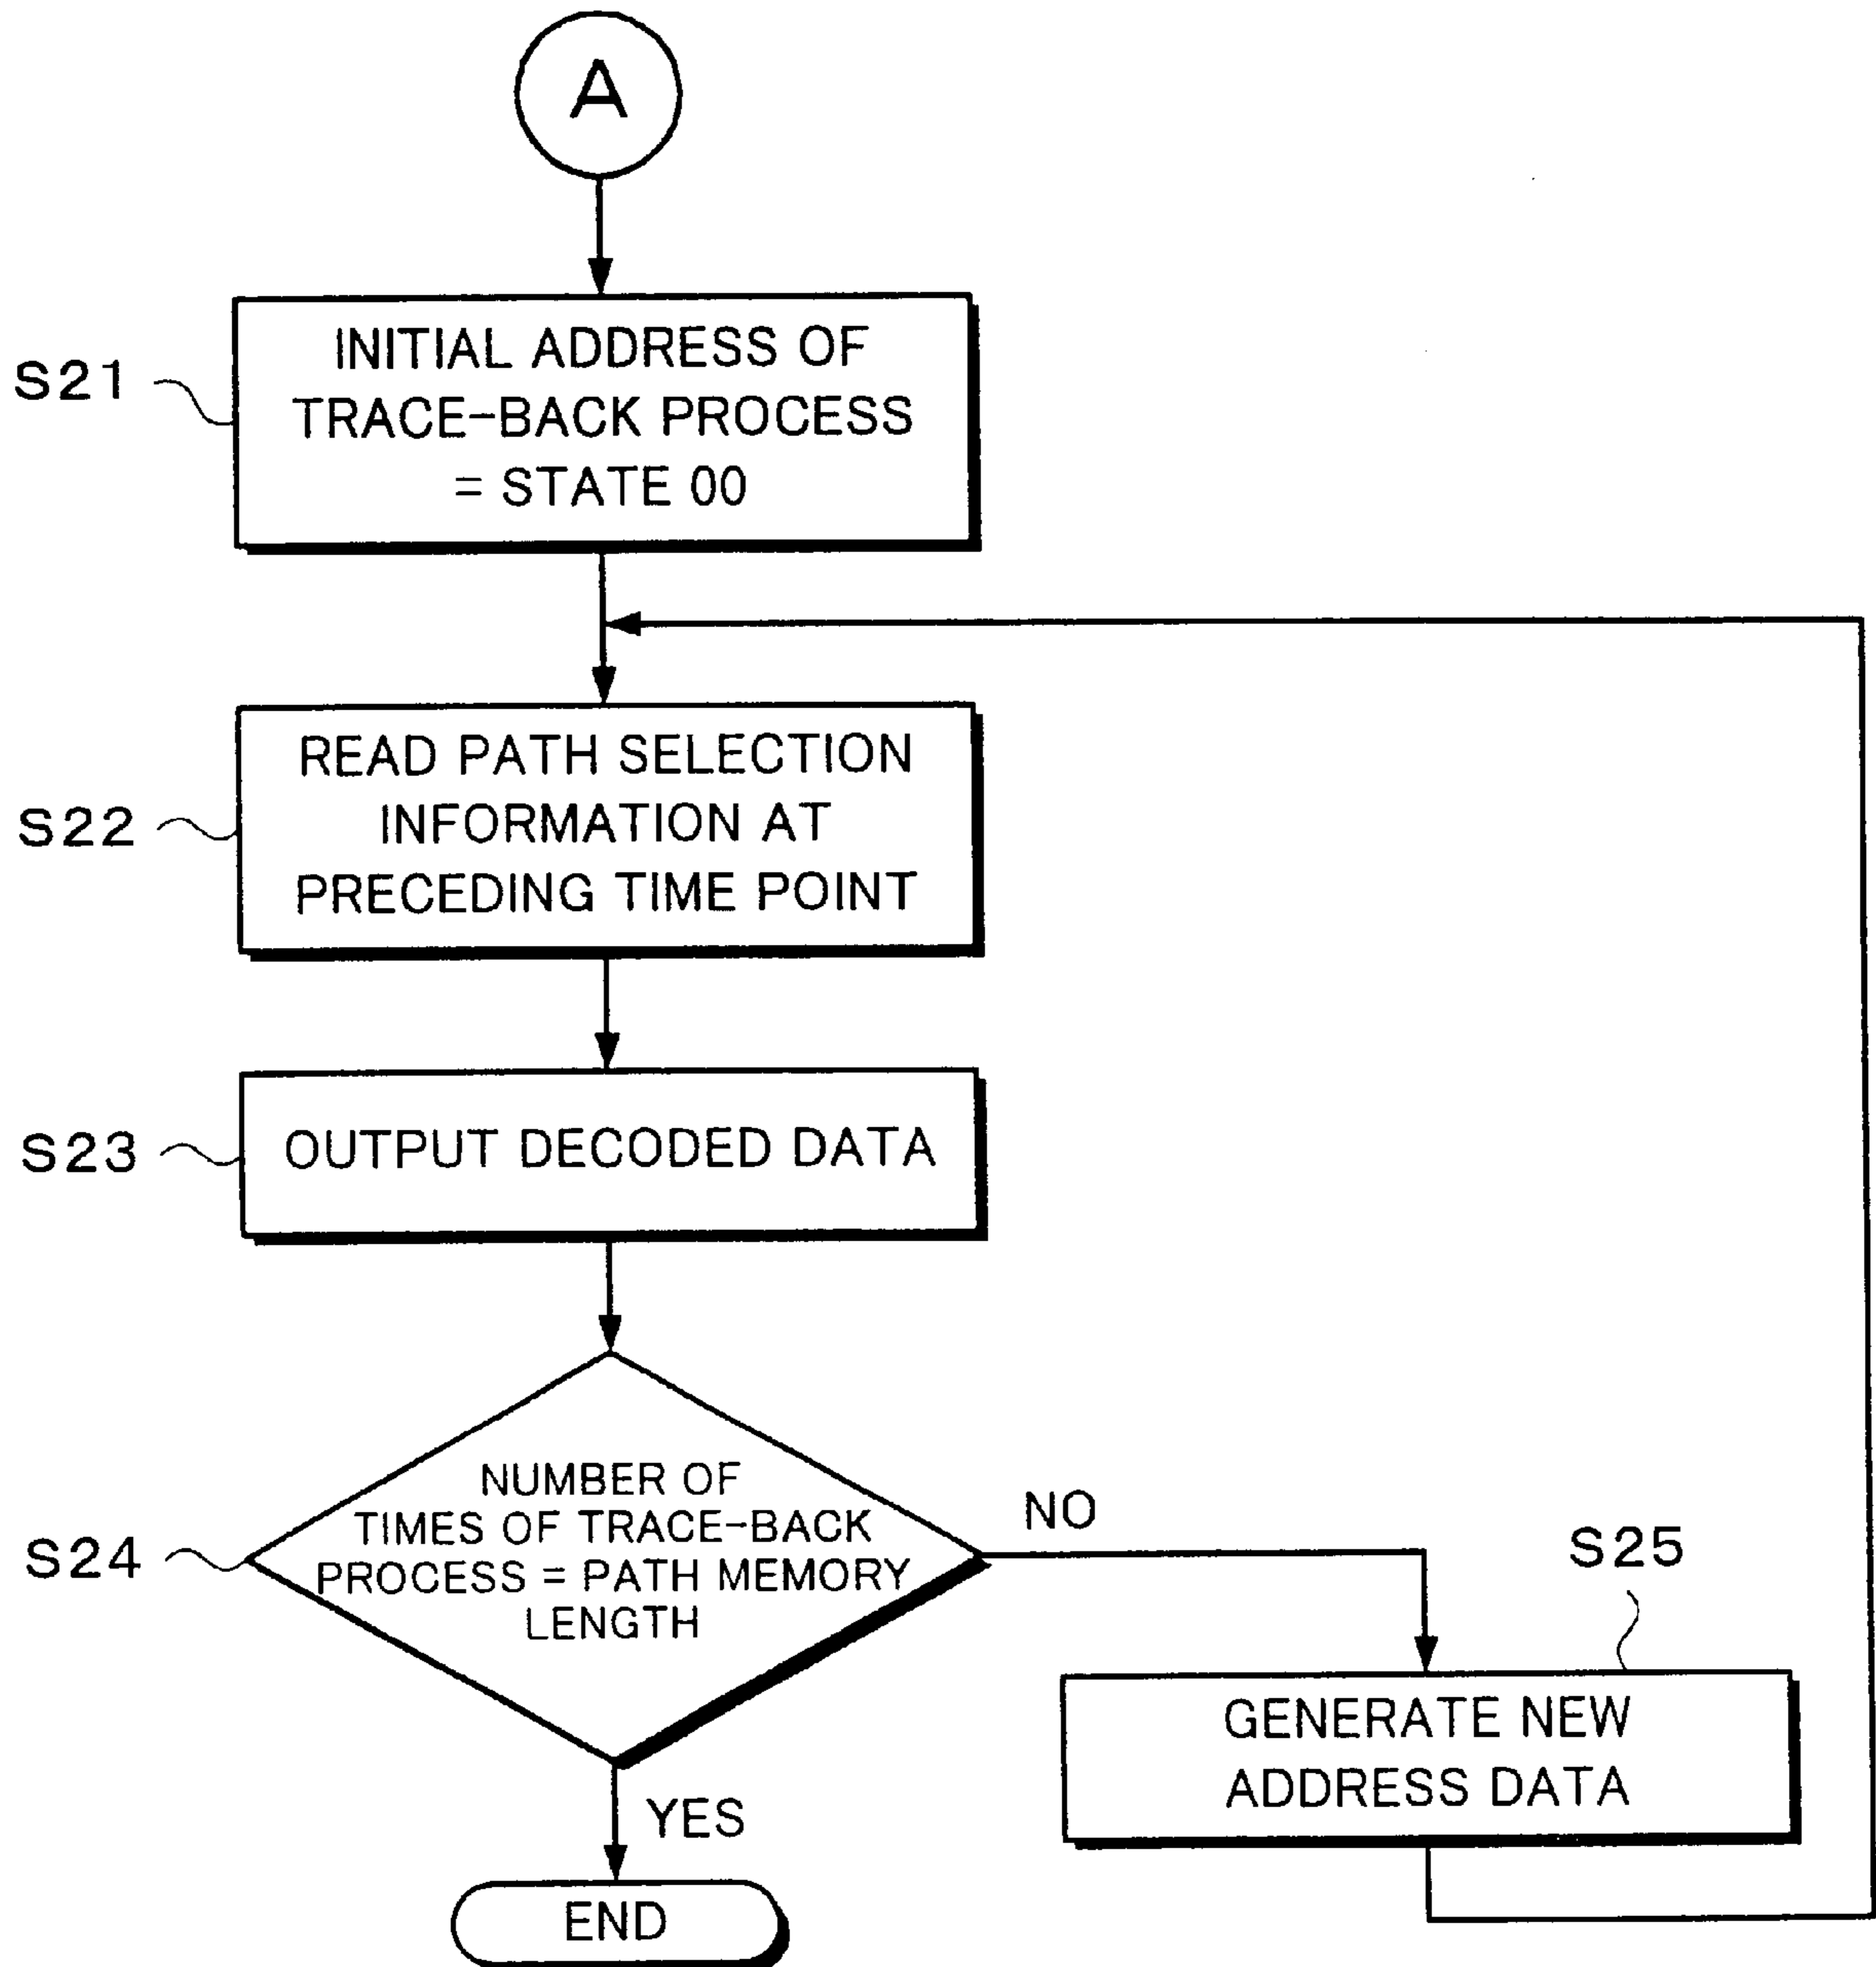 A
S21
INITIAL ADDRESS OF
TRACE-BACK PROCESS
= STATE 00
S22
READ PATH SELECTION
INFORMATION AT
PRECEDING TIME POINT
S23
OUTPUT DECODED DATA
S24
NUMBER OF
TIMES OF TRACE-BACK
PROCESS = PATH MEMORY
LENGTH
NO
S25
GENERATE NEW
ADDRESS DATA
YES
END